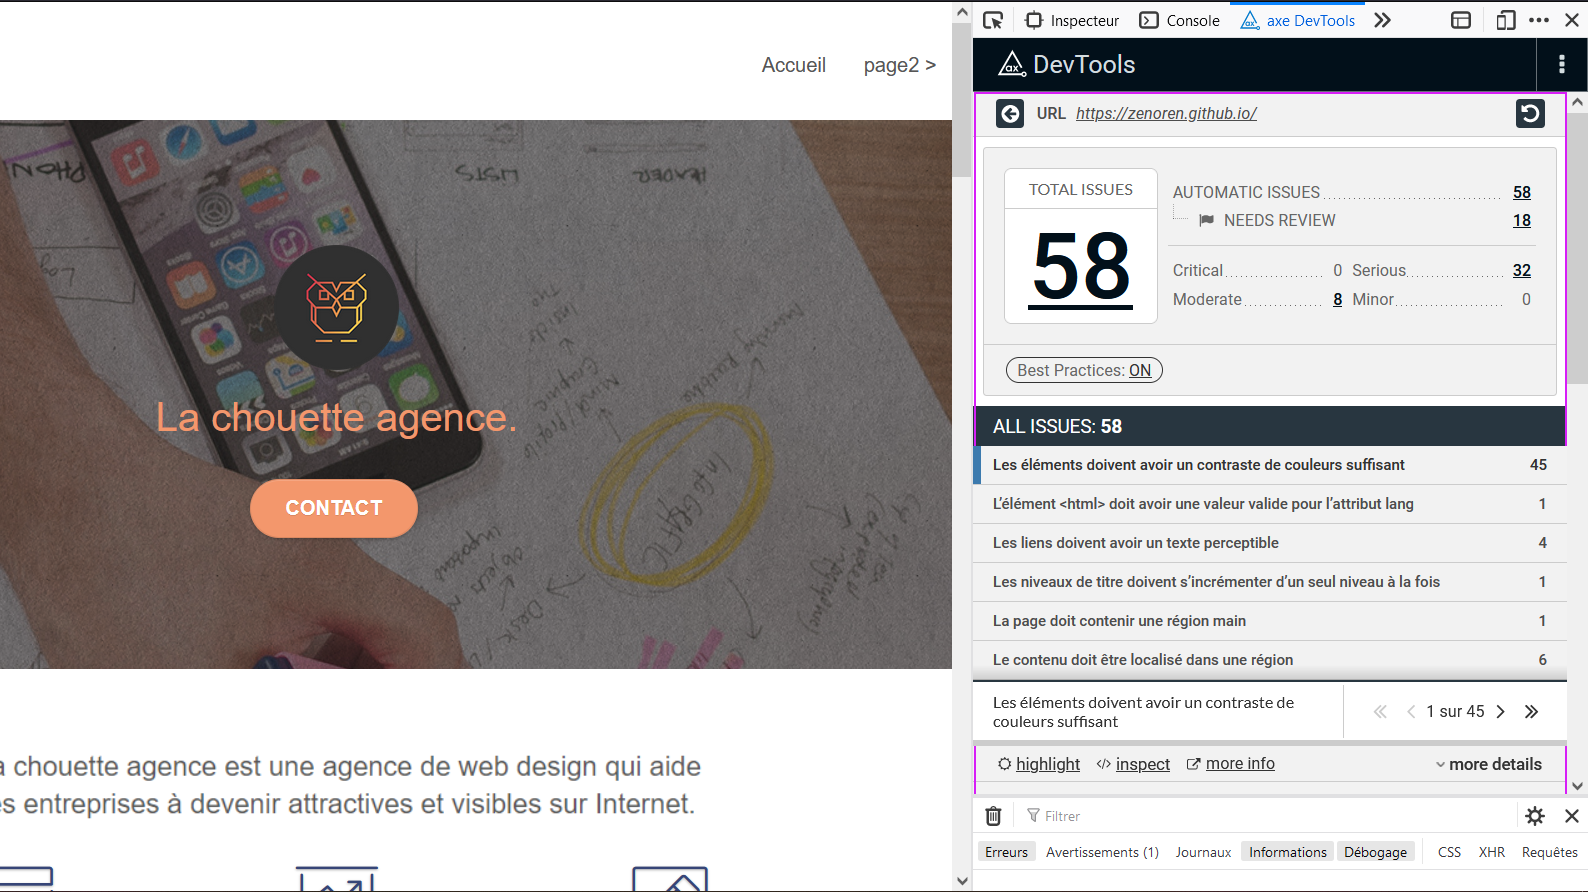 Inspecteur
Console
axe DevTools
DevTools
Accueil
page2 >
URL https://zenoren.github.io/
TOTAL ISSUES
58
AUTOMATIC ISSUES 58
NEEDS REVIEW 18
Critical 0 Serious 32
Moderate 8 Minor 0
Best Practices: ON
ALL ISSUES: 58
Les éléments doivent avoir un contraste de couleurs suffisant 45
L'élément <html> doit avoir une valeur valide pour l'attribut lang 1
Les liens doivent avoir un texte perceptible 4
Les niveaux de titre doivent s'incrémenter d'un seul niveau à la fois 1
La page doit contenir une région main 1
Le contenu doit être localisé dans une région 6
Les éléments doivent avoir un contraste de
couleurs suffisant
1 sur 45
highlight
</> inspect
more info
more details
Filtrer
Erreurs
Avertissements (1)
Journaux
Informations
Débogage
CSS
XHR
Requêtes
LISTS
HEADER
La chouette agence.
CONTACT
a chouette agence est une agence de web design qui aide
es entreprises à devenir attractives et visibles sur Internet.